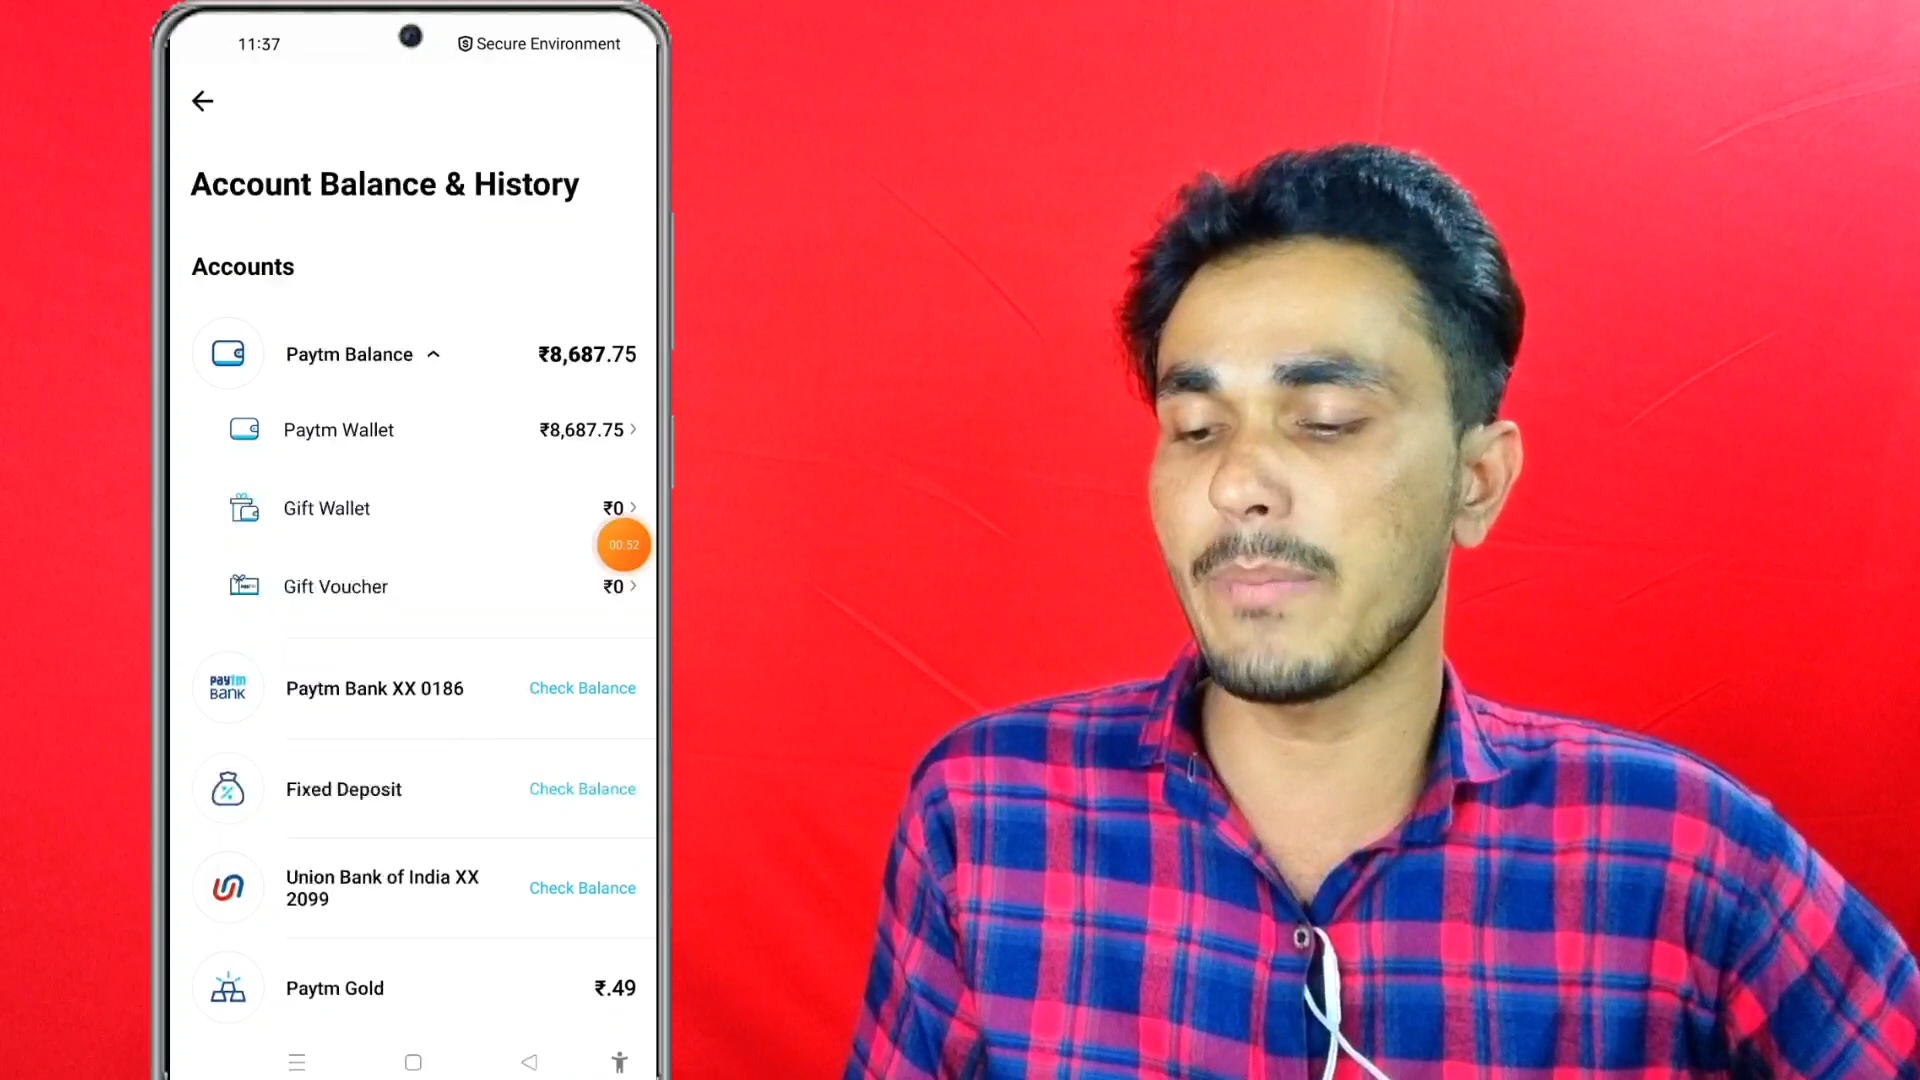 11:37
Secure Environment
Account Balance & History
Accounts
Paytm Balance ₹8,687.75
Paytm Wallet ₹8,687.75
Gift Wallet ₹0
00:52
Gift Voucher ₹0
paytm
BANK
Paytm Bank XX 0186 Check Balance
Fixed Deposit Check Balance
Union Bank of India XX
2099
Check Balance
Paytm Gold ₹.49